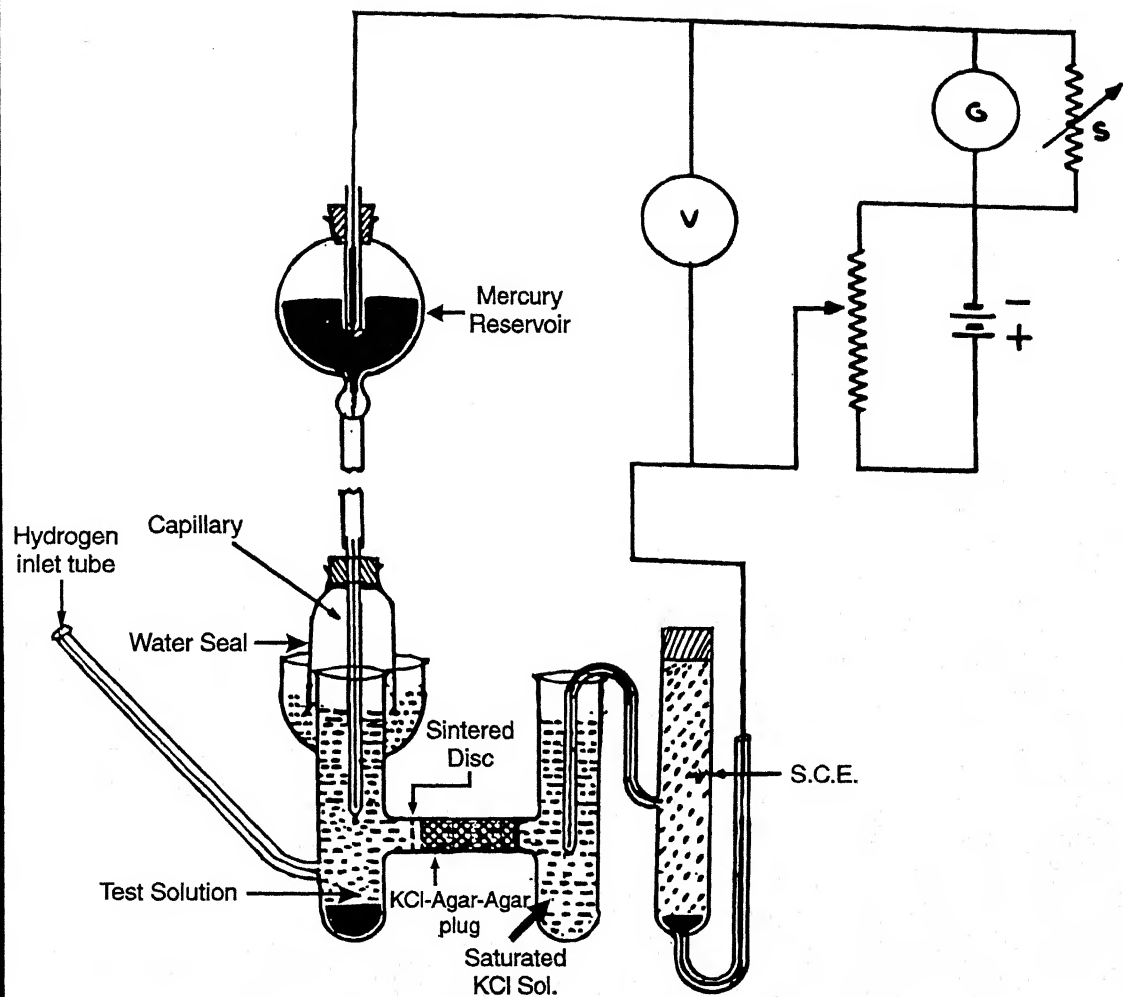 G
S
V
Mercury
Reservoir
−
+
Capillary
Hydrogen
inlet tube
Water Seal
Sintered
Disc
S.C.E.
Test Solution
KCl-Agar-Agar
plug
Saturated
KCl Sol.